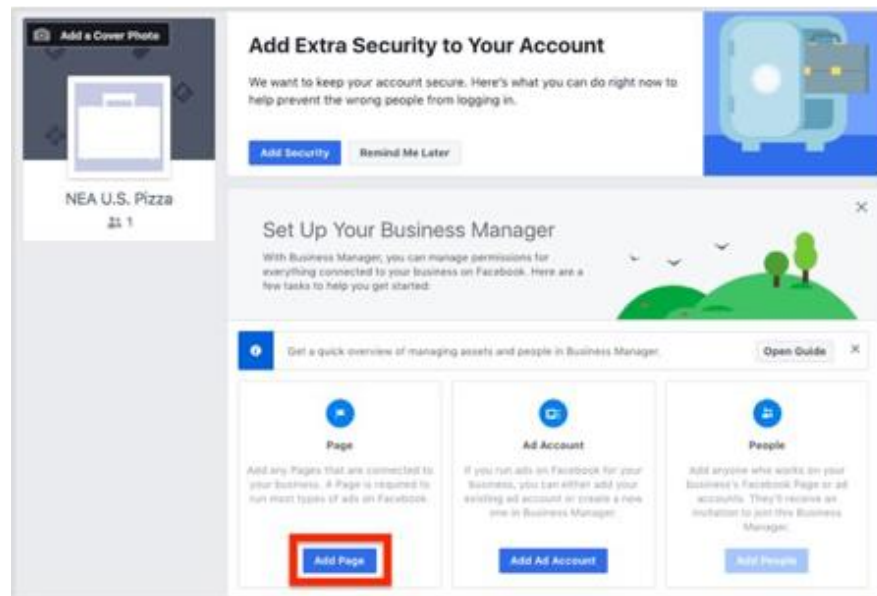 Add a Cover Photo
NEA U.S. Pizza
1
Add Extra Security to Your Account
We want to keep your account secure. Here's what you can do right now to
help prevent the wrong people from logging in.
Add Security
Remind Me Later
Set Up Your Business Manager
With Business Manager, you can manage permissions for
everything connected to your business on Facebook. Here are a
few tasks to help you get started:
Get a quick overview of managing assets and people in Business Manager.
Open Guide
Page
Add any Pages that are connected to
your business. A Page is required to
run most types of ads on Facebook.
Add Page
Ad Account
If you run ads on Facebook for your
business, you can either add your
existing ad account or create a new
one in Business Manager.
Add Ad Account
People
Add anyone who works on your
business's Facebook Page or ad
accounts. They'll receive an
invitation to join this Business
Manager.
Add People